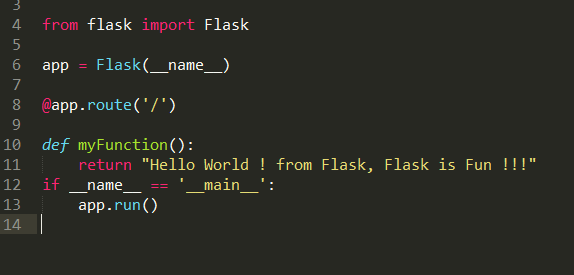 3
4 from flask import Flask
5
6 app = Flask(__name__)
7
8 @app.route('/')
9
10 def myFunction():
11     return "Hello World ! from Flask, Flask is Fun !!!"
12 if __name__ == '__main__':
13     app.run()
14